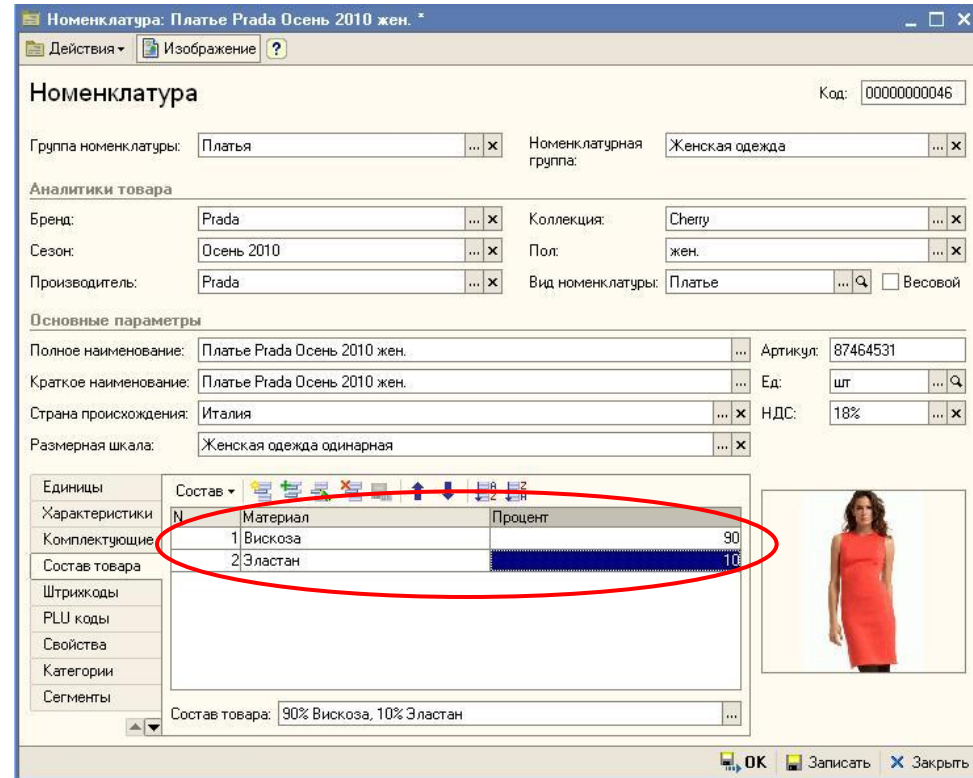 Номенклатура: Платье Prada Осень 2010 жен. *
Действия Изображение ?
Номенклатура Код: 00000000046
Группа номенклатуры: Платья ... × Номенклатурная группа: Женская одежда ... ×
Аналитики товара
Бренд: Prada ... × Коллекция: Cherry ... ×
Сезон: Осень 2010 ... × Пол: жен. ... ×
Производитель: Prada ... × Вид номенклатуры: Платье ... Весовой
Основные параметры
Полное наименование: Платье Prada Осень 2010 жен. ... Артикул: 87464531
Краткое наименование: Платье Prada Осень 2010 жен. ... Ед: шт ...
Страна происхождения: Италия ... × НДС: 18% ... ×
Размерная шкала: Женская одежда одинарная ... ×
Единицы
Характеристики
Комплектующие
Состав товара
Штрихкоды
PLU коды
Свойства
Категории
Сегменты
Состав
N Материал Процент
1 Вискоза 90
2 Эластан 10
Состав товара: 90% Вискоза, 10% Эластан ...
OK Записать Закрыть